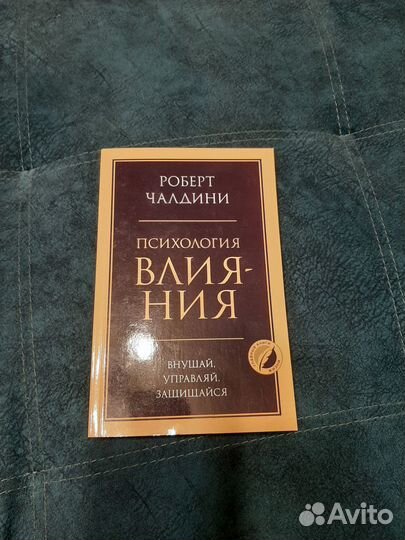 РОБЕРТ
ЧАЛДИНИ
ПСИХОЛОГИЯ
ВЛИЯ-
НИЯ
ВНУШАЙ,
УПРАВЛЯЙ,
ЗАЩИЩАЙСЯ
Avito